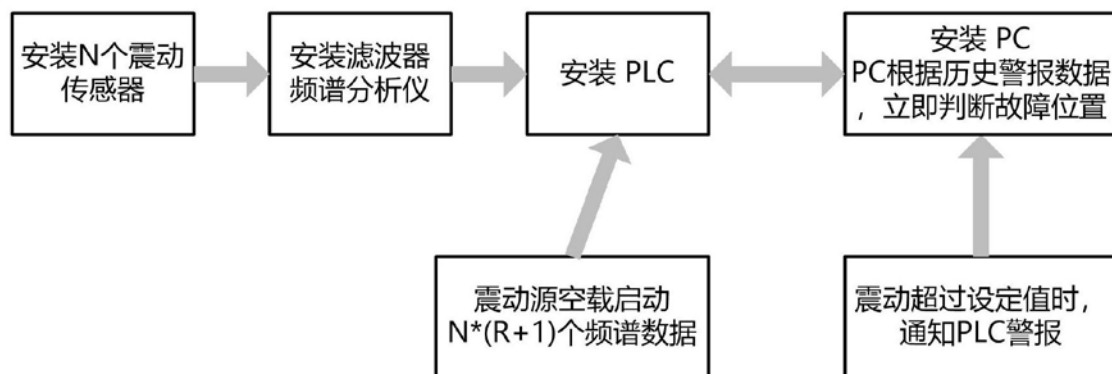 安装N个震动
传感器
安装滤波器
频谱分析仪
安装 PLC
安装 PC
PC根据历史警报数据
，立即判断故障位置
震动源空载启动
N*(R+1)个频谱数据
震动超过设定值时，
通知PLC警报